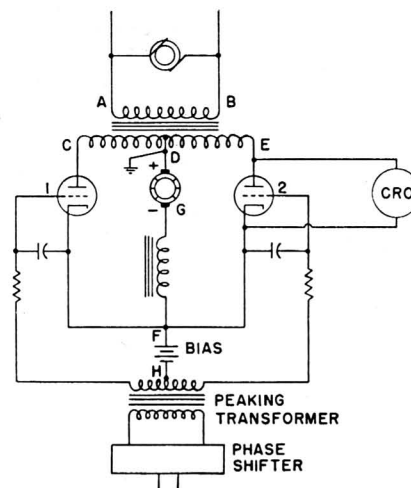 A B
C D E
+
1 2
− G
CRO
F
BIAS
H
PEAKING
TRANSFORMER
PHASE
SHIFTER